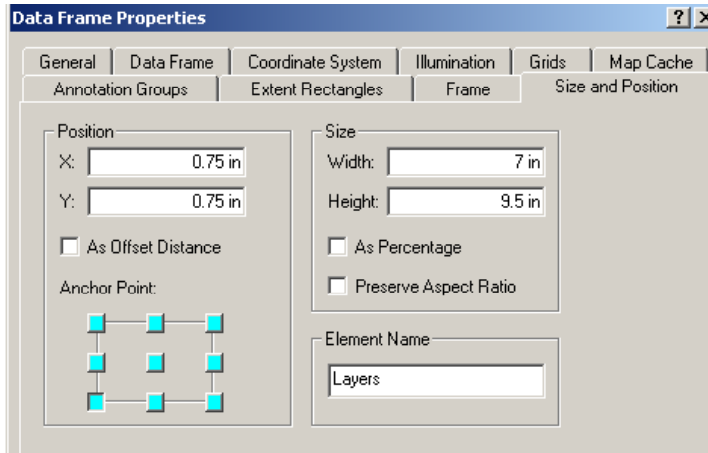 Data Frame Properties
General Data Frame Coordinate System Illumination Grids Map Cache
Annotation Groups Extent Rectangles Frame Size and Position
Position
X: 0.75 in
Y: 0.75 in
As Offset Distance
Anchor Point:
Size
Width: 7 in
Height: 9.5 in
As Percentage
Preserve Aspect Ratio
Element Name
Layers